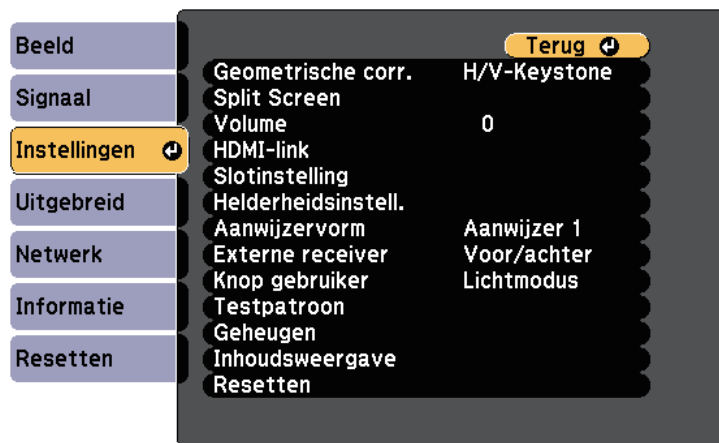 Beeld
Signaal
Instellingen
Uitgebreid
Netwerk
Informatie
Resetten
Terug
Geometrische corr. H/V-Keystone
Split Screen
Volume 0
HDMI-link
Slotinstelling
Helderheidsinstell.
Aanwijzervorm Aanwijzer 1
Externe receiver Voor/achter
Knop gebruiker Lichtmodus
Testpatroon
Geheugen
Inhoudsweergave
Resetten